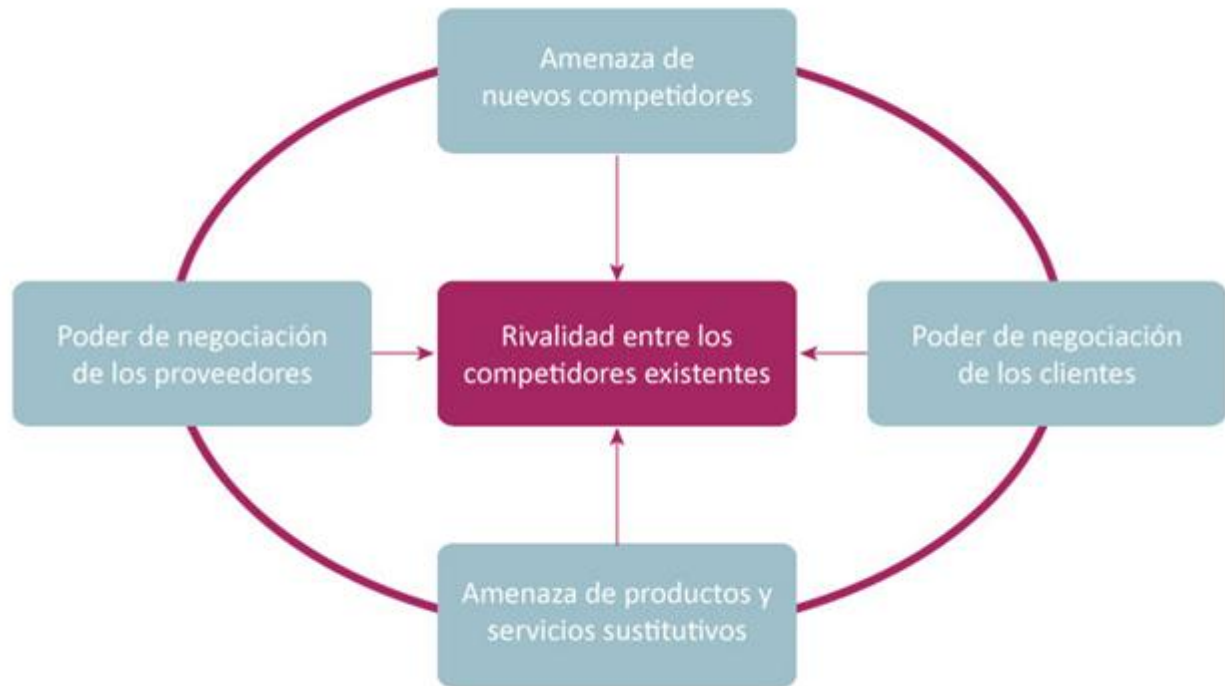 Amenaza de
nuevos competidores
Poder de negociación
de los proveedores
Rivalidad entre los
competidores existentes
Poder de negociación
de los clientes
Amenaza de productos y
servicios sustitutivos